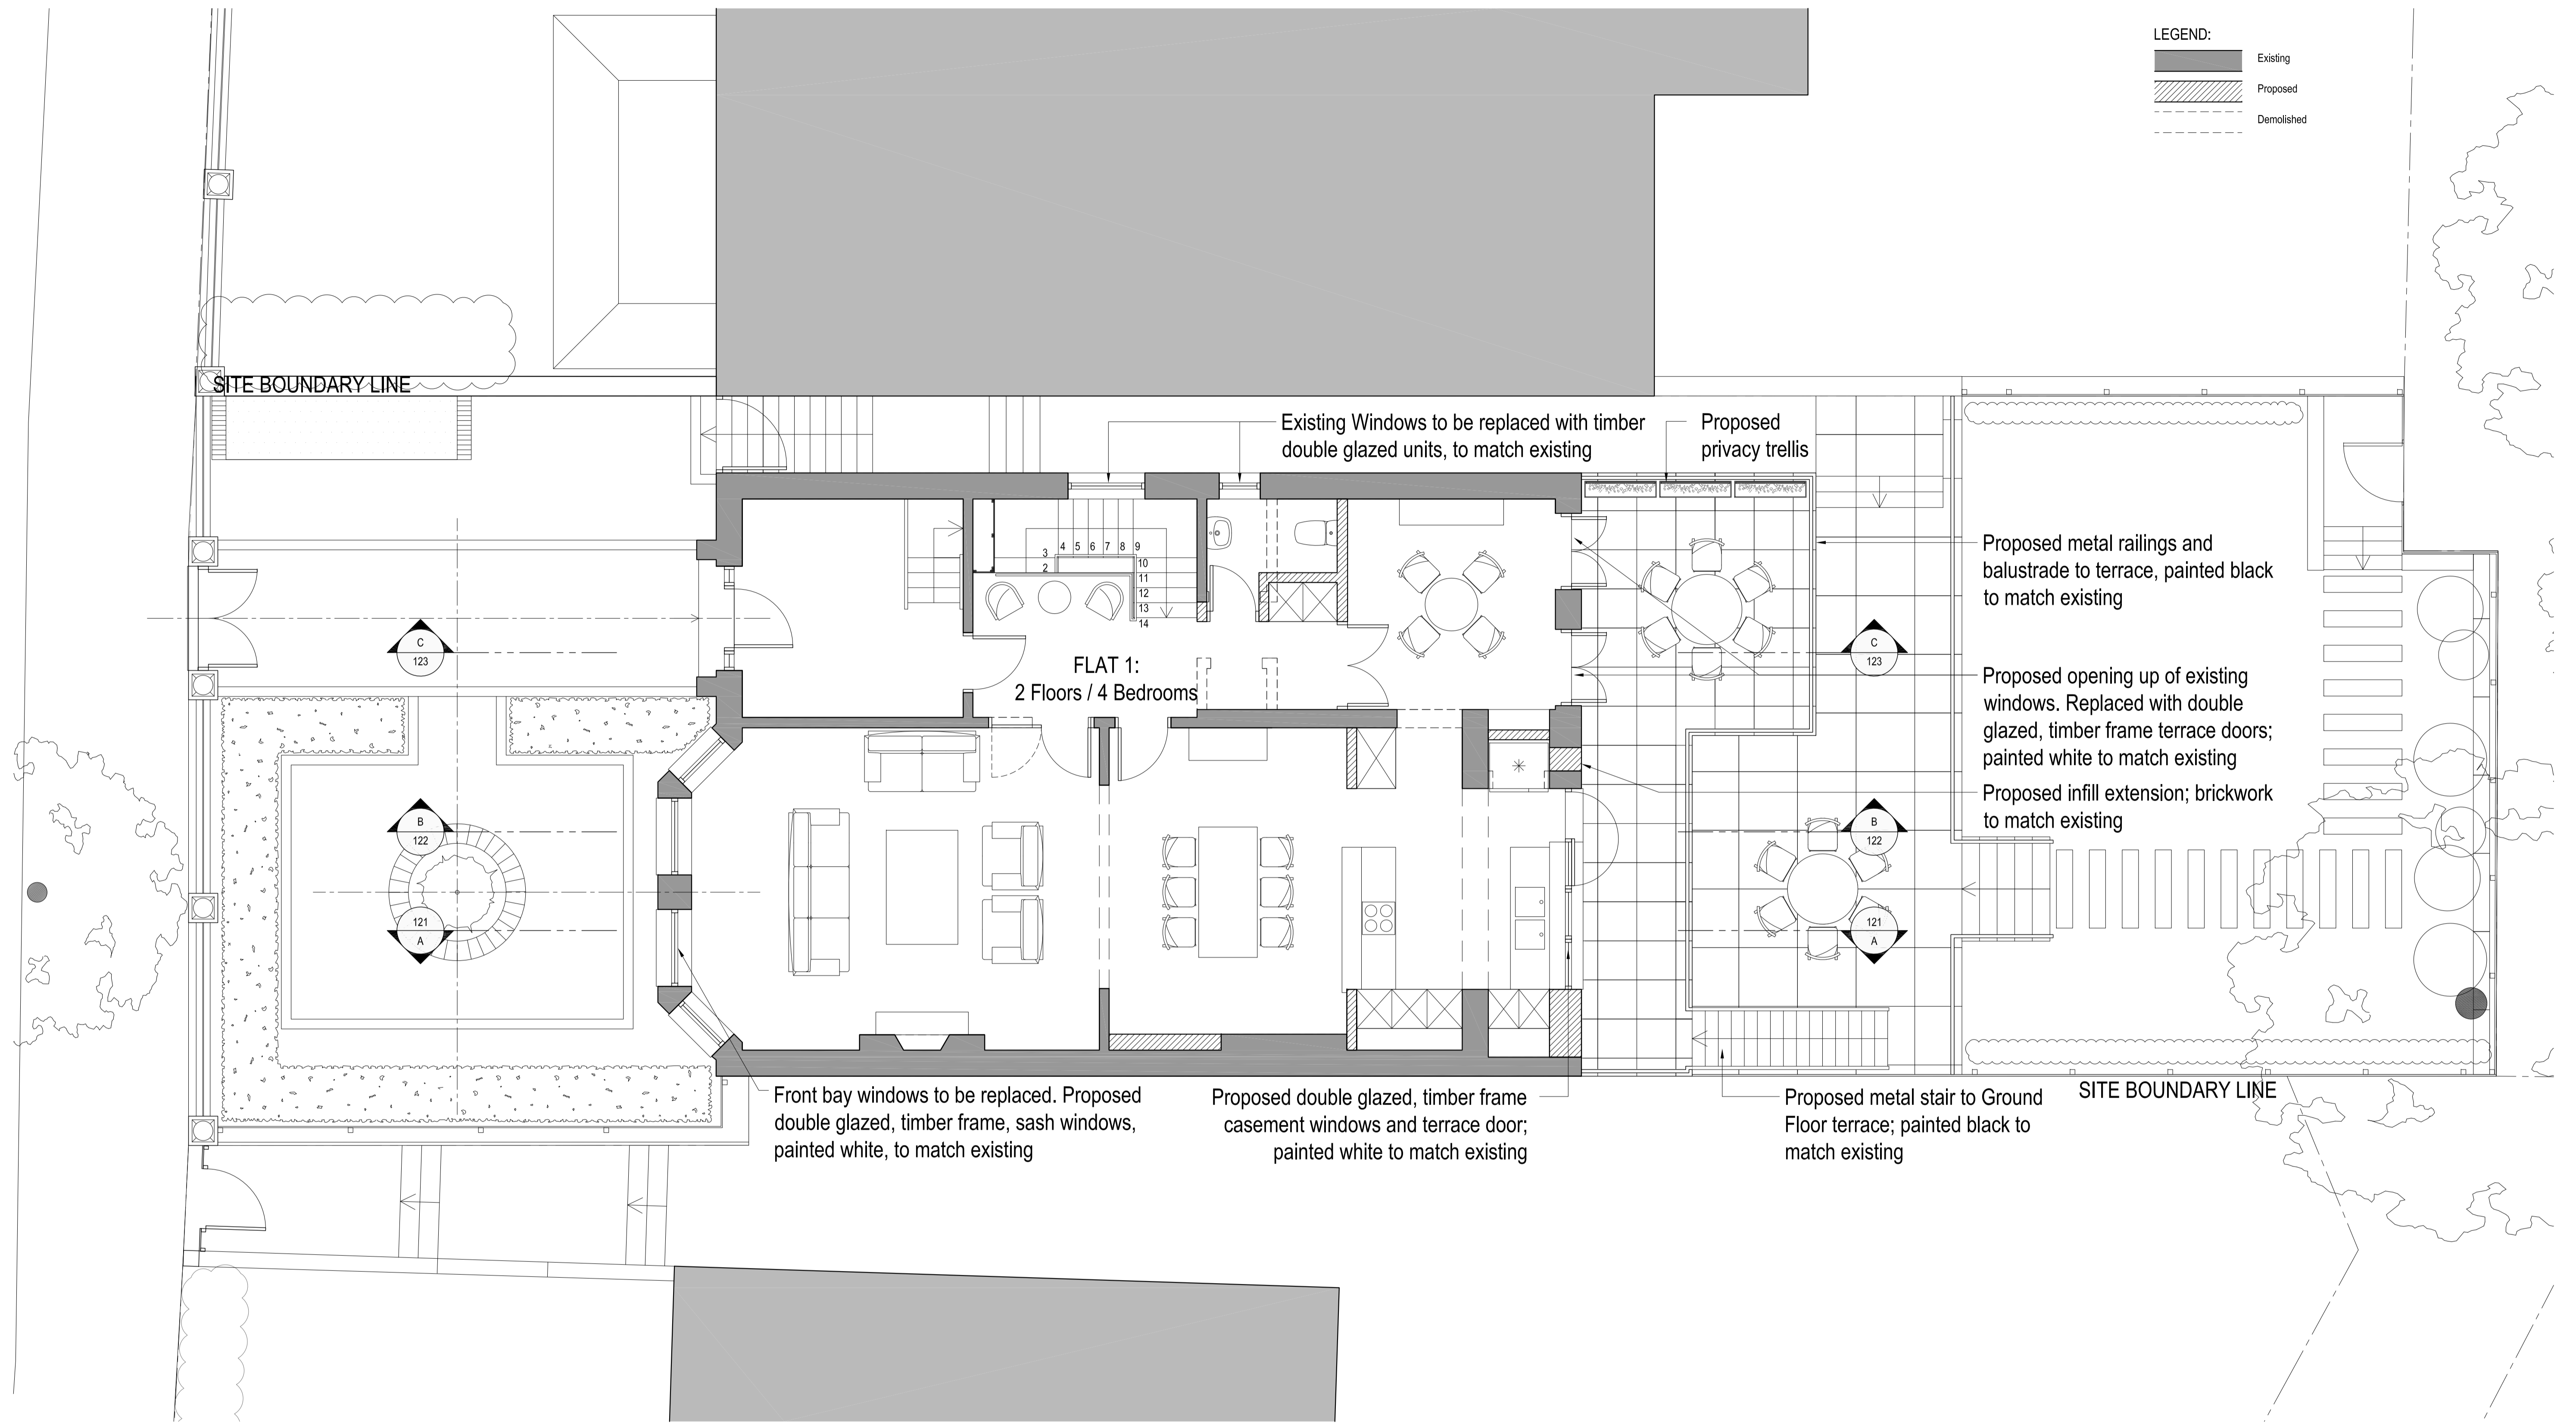 LEGEND:
Existing
Proposed
Demolished
SITE BOUNDARY LINE
Existing Windows to be replaced with timber
double glazed units, to match existing
Proposed
privacy trellis
Proposed metal railings and
balustrade to terrace, painted black
to match existing
3
2
4
5
6
7
8
9
10
11
12
13
14
C
123
C
123
FLAT 1:
2 Floors / 4 Bedrooms
Proposed opening up of existing
windows. Replaced with double
glazed, timber frame terrace doors;
painted white to match existing
Proposed infill extension; brickwork
to match existing
B
122
B
122
121
A
121
A
Front bay windows to be replaced. Proposed
double glazed, timber frame, sash windows,
painted white, to match existing
Proposed double glazed, timber frame
casement windows and terrace door;
painted white to match existing
Proposed metal stair to Ground
Floor terrace; painted black to
match existing
SITE BOUNDARY LINE